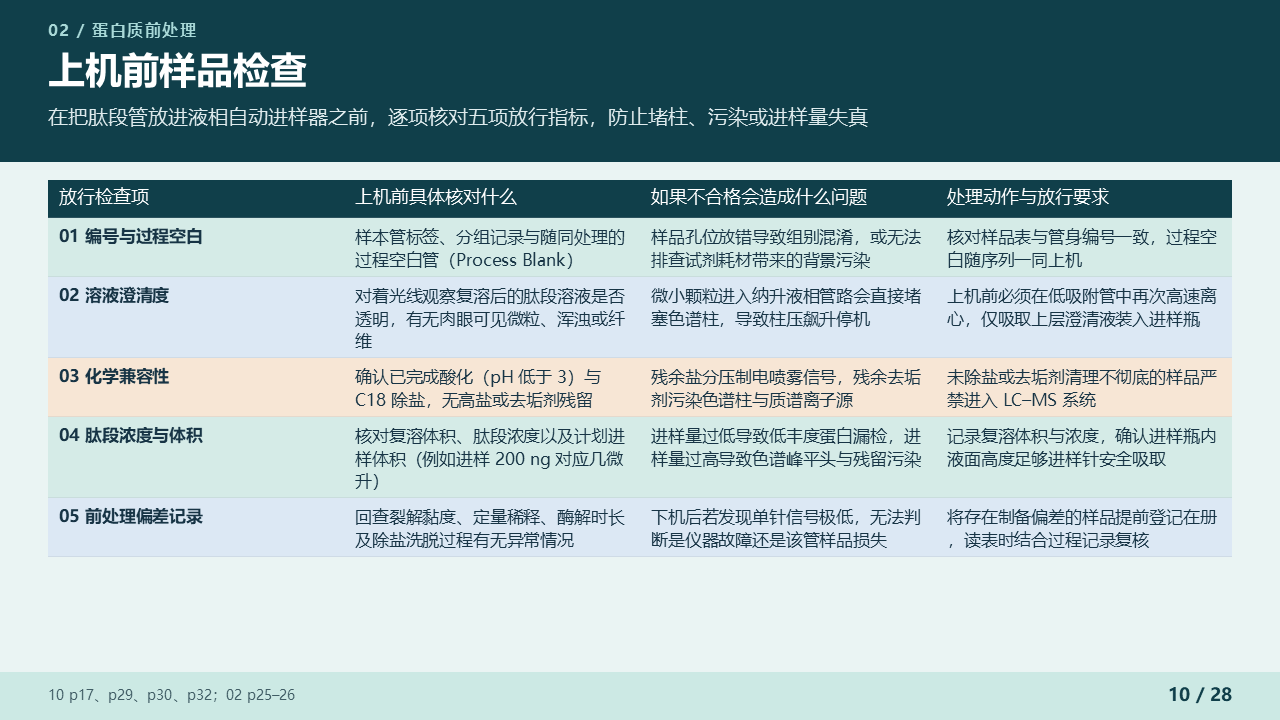 02 / 蛋白质前处理
上机前样品检查
在把肽段管放进液相自动进样器之前，逐项核对五项放行指标，防止堵柱、污染或进样量失真
放行检查项
上机前具体核对什么
如果不合格会造成什么问题
处理动作与放行要求
01 编号与过程空白
样本管标签、分组记录与随同处理的
过程空白管（Process Blank）
样品孔位放错导致组别混淆，或无法
排查试剂耗材带来的背景污染
核对样品表与管身编号一致，过程空
白随序列一同上机
02 溶液澄清度
对着光线观察复溶后的肽段溶液是否
透明，有无肉眼可见微粒、浑浊或纤
维
微小颗粒进入纳升液相管路会直接堵
塞色谱柱，导致柱压飙升停机
上机前必须在低吸附管中再次高速离
心，仅吸取上层澄清液装入进样瓶
03 化学兼容性
确认已完成酸化（pH 低于 3）与
C18 除盐，无高盐或去垢剂残留
残余盐分压制电喷雾信号，残余去垢
剂污染色谱柱与质谱离子源
未除盐或去垢剂清理不彻底的样品严
禁进入 LC–MS 系统
04 肽段浓度与体积
核对复溶体积、肽段浓度以及计划进
样体积（例如进样 200 ng 对应几微
升）
进样量过低导致低丰度蛋白漏检，进
样量过高导致色谱峰平头与残留污染
记录复溶体积与浓度，确认进样瓶内
液面高度足够进样针安全吸取
05 前处理偏差记录
回查裂解黏度、定量稀释、酶解时长
及除盐洗脱过程有无异常情况
下机后若发现单针信号极低，无法判
断是仪器故障还是该管样品损失
将存在制备偏差的样品提前登记在册
，读表时结合过程记录复核
10 p17、p29、p30、p32；02 p25–26
10 / 28